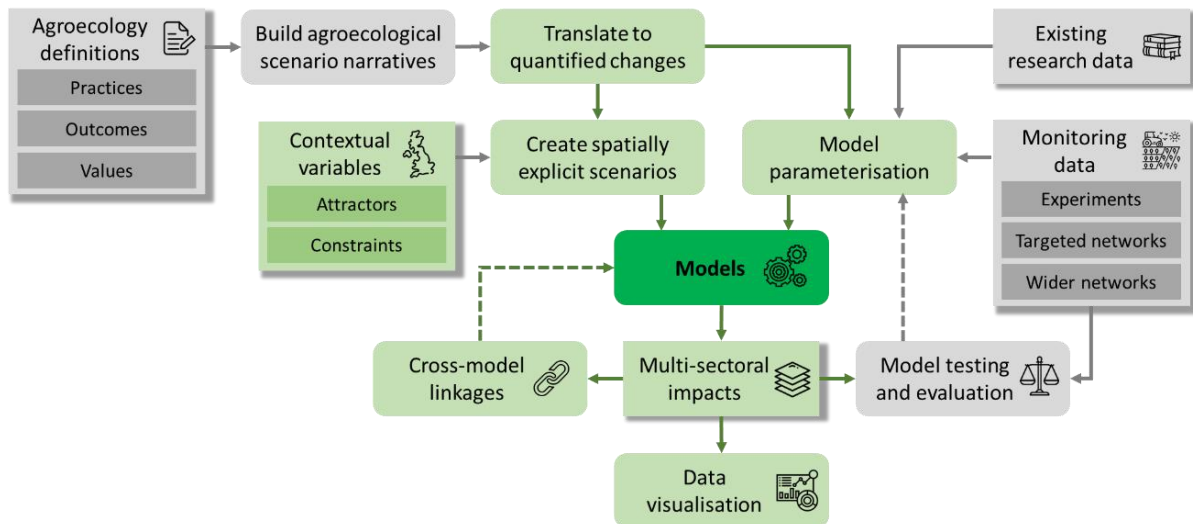 Agroecology
definitions
Practices
Outcomes
Values
Build agroecological
scenario narratives
Translate to
quantified changes
Existing
research data
Contextual
variables
Attractors
Constraints
Create spatially
explicit scenarios
Model
parameterisation
Monitoring
data
Experiments
Targeted networks
Wider networks
Models
Cross-model
linkages
Multi-sectoral
impacts
Model testing
and evaluation
Data
visualisation